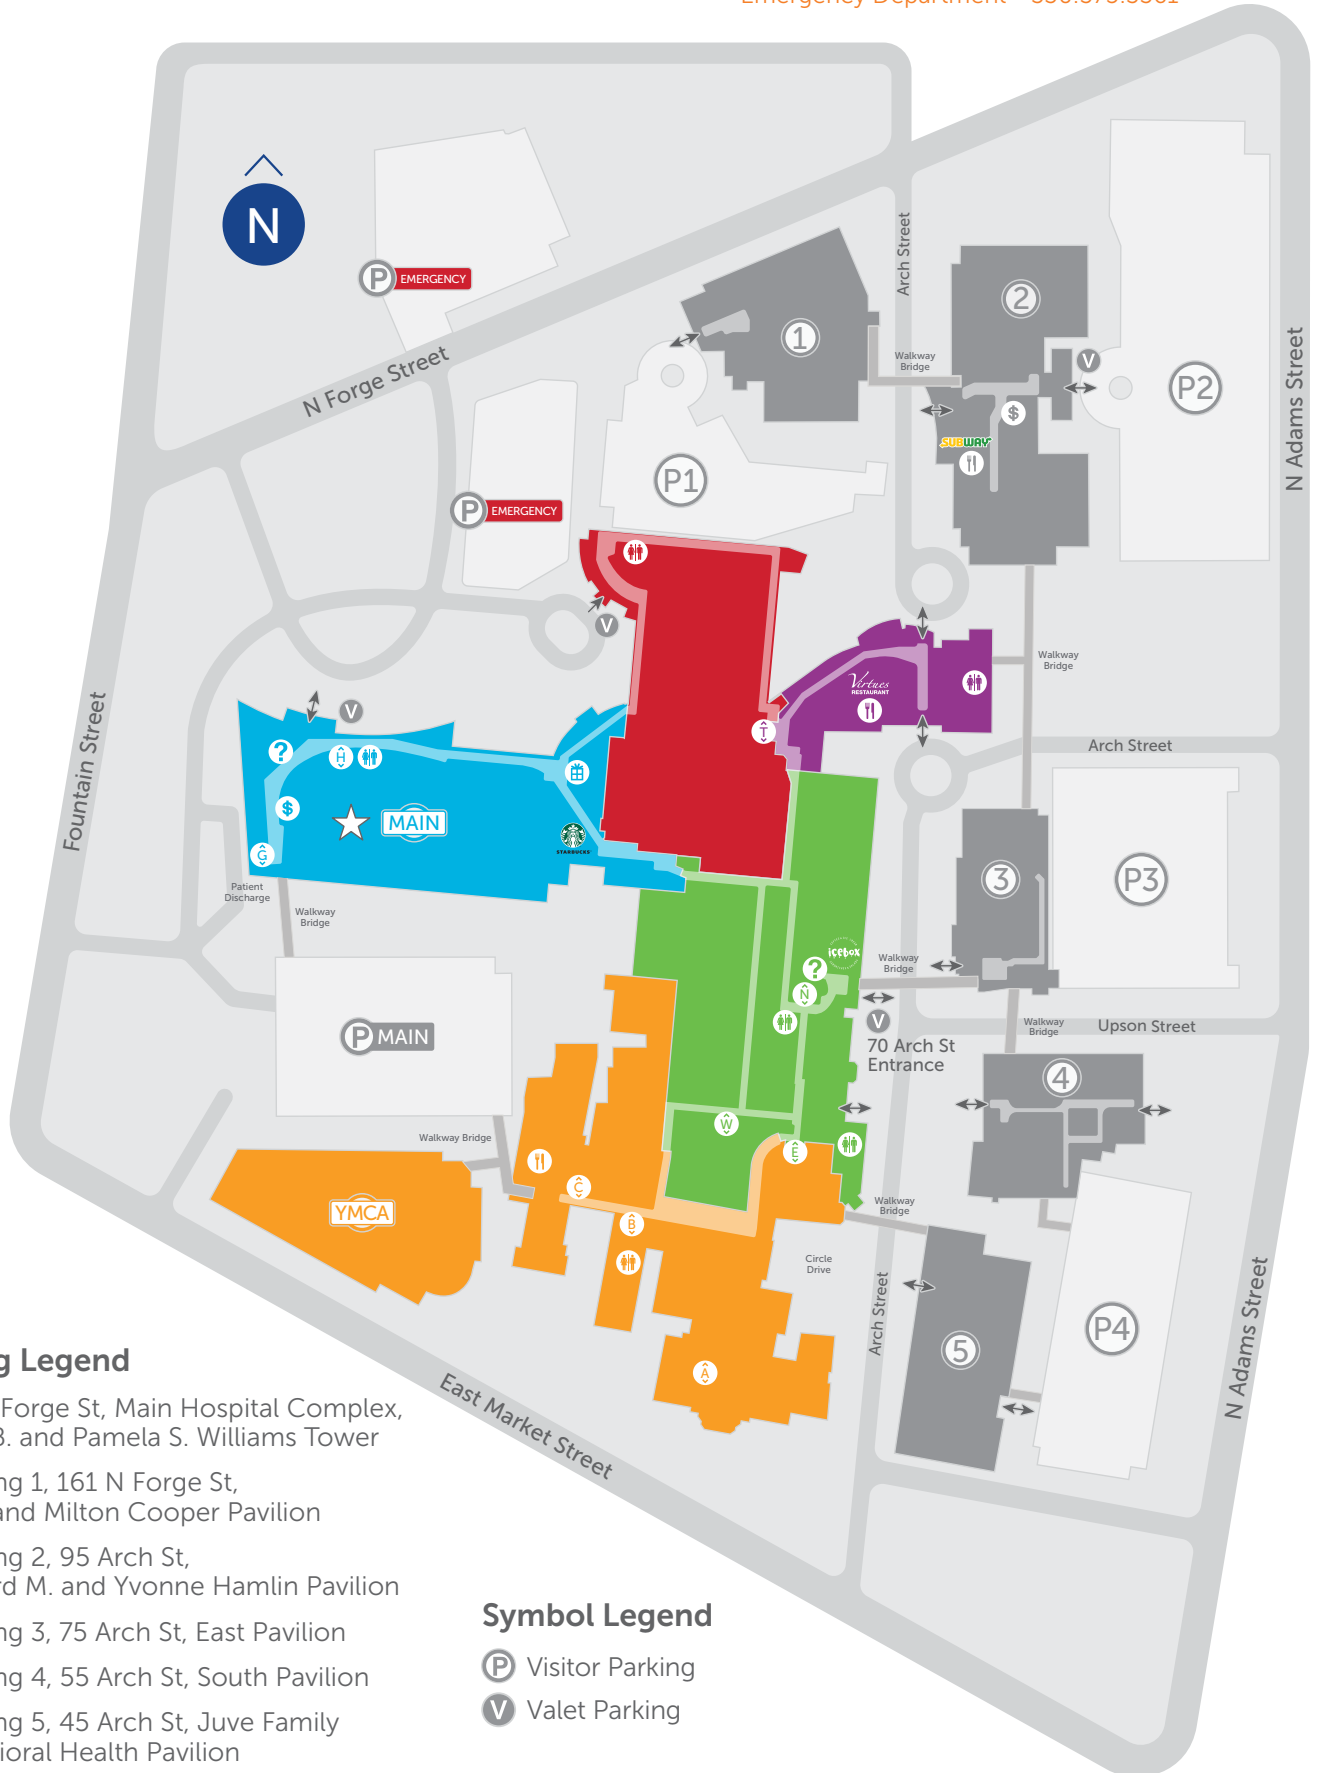 Emergency Department – 330.375.3361
N
P EMERGENCY
N Forge Street
Arch Street
1
2
Walkway
Bridge
V
P2
N Adams Street
$
SUBWAY
P1
P EMERGENCY
V
Walkway
Bridge
Virtues
RESTAURANT
T
V
Fountain Street
?
H
Arch Street
$
MAIN
STARBUCKS
G
Patient
Discharge
Walkway
Bridge
3
P3
icebox
?
N
Walkway
Bridge
V
70 Arch St
Entrance
Walkway
Bridge
Upson Street
P MAIN
4
Walkway Bridge
W
E
C
B
YMCA
Walkway
Bridge
Circle
Drive
Arch Street
A
5
P4
N Adams Street
East Market Street
g Legend
Forge St, Main Hospital Complex,
B. and Pamela S. Williams Tower
ng 1, 161 N Forge St,
and Milton Cooper Pavilion
ng 2, 95 Arch St,
rd M. and Yvonne Hamlin Pavilion
ng 3, 75 Arch St, East Pavilion
ng 4, 55 Arch St, South Pavilion
ng 5, 45 Arch St, Juve Family
ioral Health Pavilion
Symbol Legend
P Visitor Parking
V Valet Parking